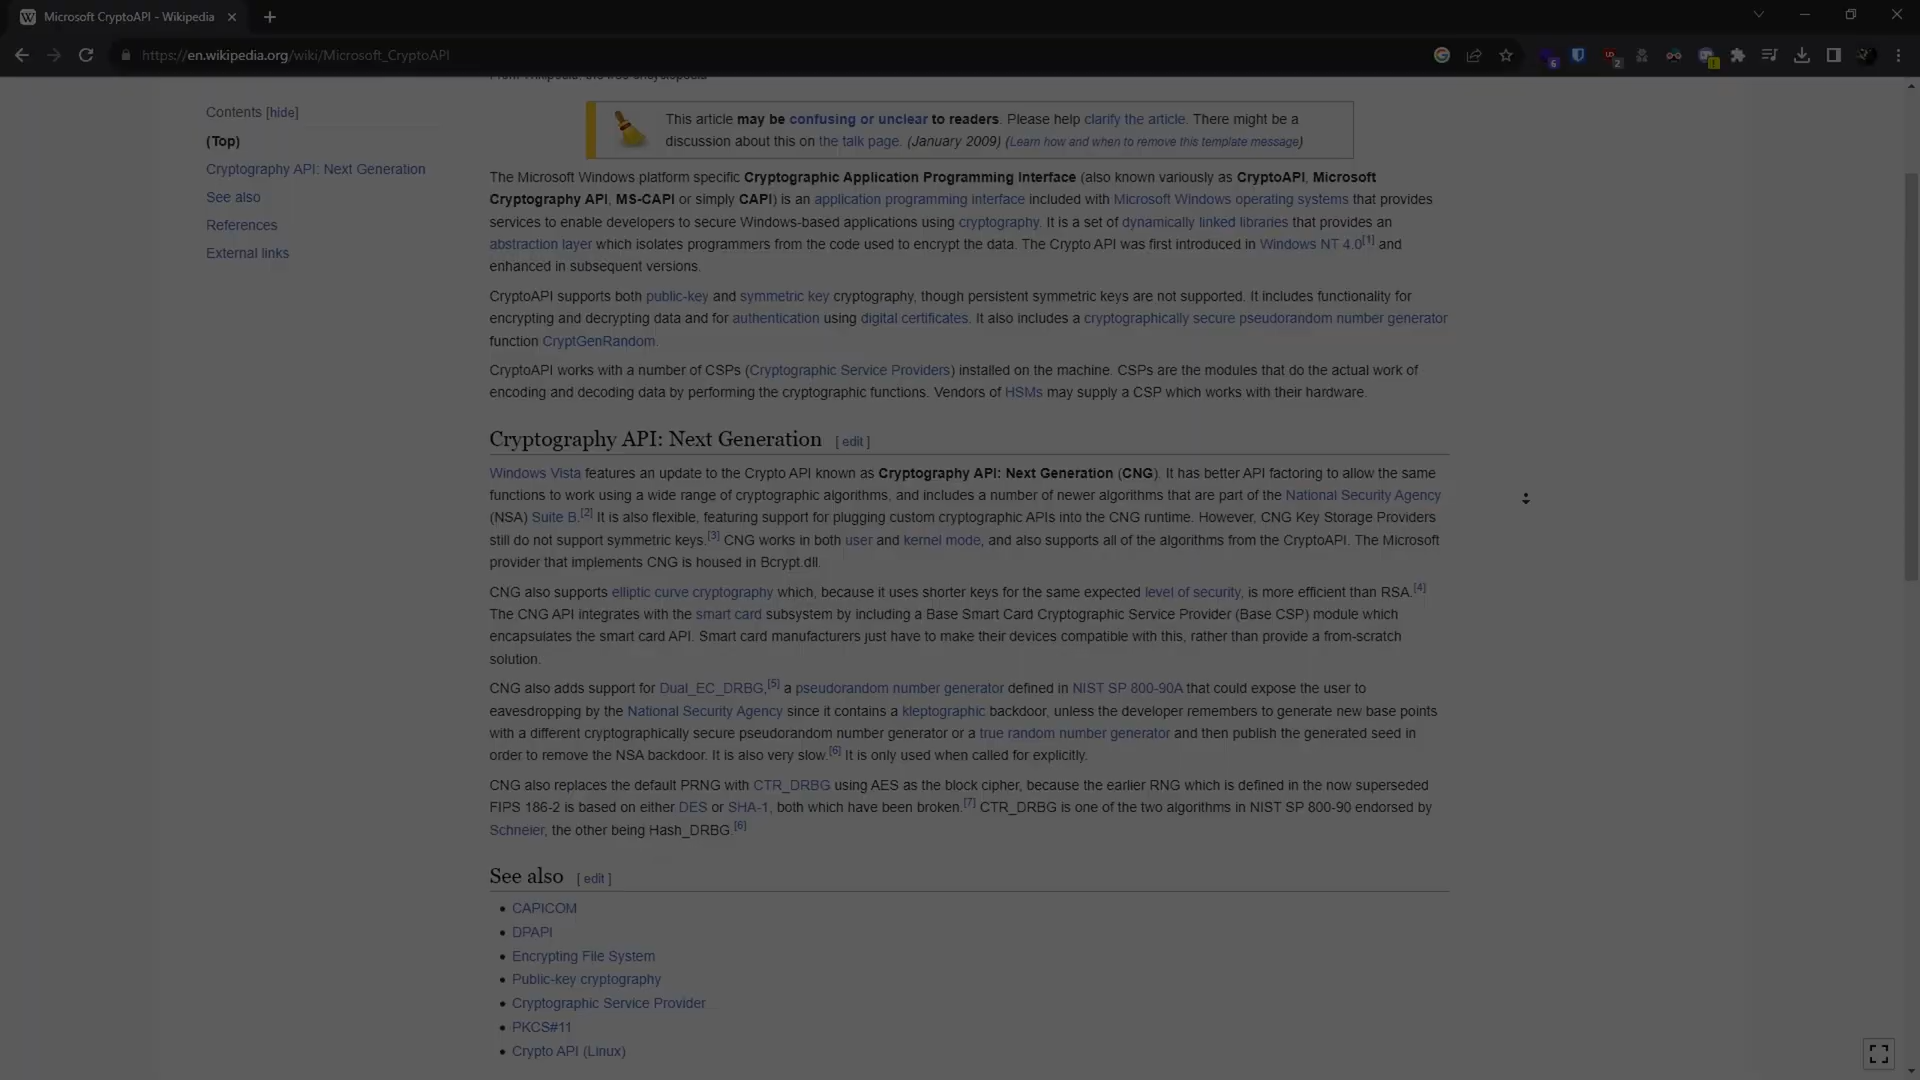 Microsoft CryptoAPI - Wikipedia
https://en.wikipedia.org/wiki/Microsoft_CryptoAPI
6
2
From Wikipedia, the free encyclopedia
Contents [hide]
(Top)
Cryptography API: Next Generation
See also
References
External links
This article may be confusing or unclear to readers. Please help clarify the article. There might be a
discussion about this on the talk page. (January 2009) (Learn how and when to remove this template message)
The Microsoft Windows platform specific Cryptographic Application Programming Interface (also known variously as CryptoAPI, Microsoft
Cryptography API, MS-CAPI or simply CAPI) is an application programming interface included with Microsoft Windows operating systems that provides
services to enable developers to secure Windows-based applications using cryptography. It is a set of dynamically linked libraries that provides an
abstraction layer which isolates programmers from the code used to encrypt the data. The Crypto API was first introduced in Windows NT 4.0[1] and
enhanced in subsequent versions.
CryptoAPI supports both public-key and symmetric key cryptography, though persistent symmetric keys are not supported. It includes functionality for
encrypting and decrypting data and for authentication using digital certificates. It also includes a cryptographically secure pseudorandom number generator
function CryptGenRandom.
CryptoAPI works with a number of CSPs (Cryptographic Service Providers) installed on the machine. CSPs are the modules that do the actual work of
encoding and decoding data by performing the cryptographic functions. Vendors of HSMs may supply a CSP which works with their hardware.
Cryptography API: Next Generation [ edit ]
Windows Vista features an update to the Crypto API known as Cryptography API: Next Generation (CNG). It has better API factoring to allow the same
functions to work using a wide range of cryptographic algorithms, and includes a number of newer algorithms that are part of the National Security Agency
(NSA) Suite B.[2] It is also flexible, featuring support for plugging custom cryptographic APIs into the CNG runtime. However, CNG Key Storage Providers
still do not support symmetric keys.[3] CNG works in both user and kernel mode, and also supports all of the algorithms from the CryptoAPI. The Microsoft
provider that implements CNG is housed in Bcrypt.dll.
CNG also supports elliptic curve cryptography which, because it uses shorter keys for the same expected level of security, is more efficient than RSA.[4]
The CNG API integrates with the smart card subsystem by including a Base Smart Card Cryptographic Service Provider (Base CSP) module which
encapsulates the smart card API. Smart card manufacturers just have to make their devices compatible with this, rather than provide a from-scratch
solution.
CNG also adds support for Dual_EC_DRBG,[5] a pseudorandom number generator defined in NIST SP 800-90A that could expose the user to
eavesdropping by the National Security Agency since it contains a kleptographic backdoor, unless the developer remembers to generate new base points
with a different cryptographically secure pseudorandom number generator or a true random number generator and then publish the generated seed in
order to remove the NSA backdoor. It is also very slow.[6] It is only used when called for explicitly.
CNG also replaces the default PRNG with CTR_DRBG using AES as the block cipher, because the earlier RNG which is defined in the now superseded
FIPS 186-2 is based on either DES or SHA-1, both which have been broken.[7] CTR_DRBG is one of the two algorithms in NIST SP 800-90 endorsed by
Schneier, the other being Hash_DRBG.[6]
See also [ edit ]
CAPICOM
DPAPI
Encrypting File System
Public-key cryptography
Cryptographic Service Provider
PKCS#11
Crypto API (Linux)